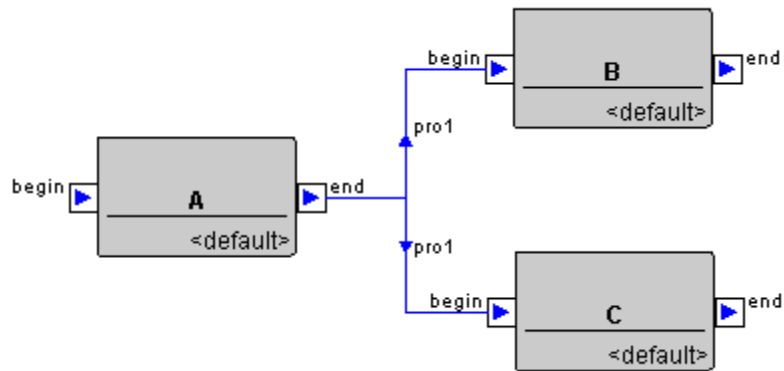 begin
B
end
<default>
pro1
begin
A
end
<default>
pro1
begin
C
end
<default>